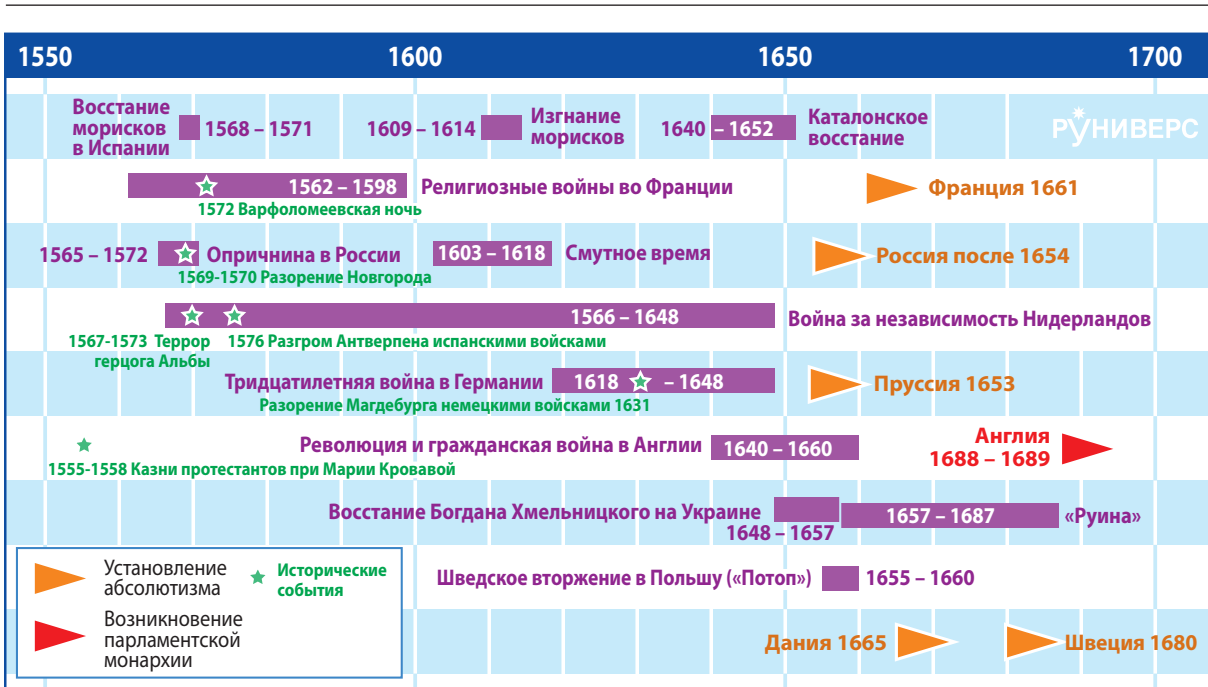 1550 1600 1650 1700
Восстание
морисков
в Испании
1568 – 1571
1609 – 1614
Изгнание
морисков
1640 – 1652
Каталонское
восстание
РУНИВЕРС
1562 – 1598
Религиозные войны во Франции
Франция 1661
1572 Варфоломеевская ночь
1565 – 1572
Опричнина в России
1603 – 1618
Смутное время
Россия после 1654
1569-1570 Разорение Новгорода
1566 – 1648
Война за независимость Нидерландов
1567-1573 Террор
герцога Альбы
1576 Разгром Антверпена испанскими войсками
Тридцатилетняя война в Германии
1618 – 1648
Пруссия 1653
Разорение Магдебурга немецкими войсками 1631
Революция и гражданская война в Англии
1640 – 1660
Англия
1688 – 1689
1555-1558 Казни протестантов при Марии Кровавой
Восстание Богдана Хмельницкого на Украине
1648 – 1657
1657 – 1687
«Руина»
Шведское вторжение в Польшу («Потоп»)
1655 – 1660
Дания 1665
Швеция 1680
Установление
абсолютизма
Исторические
события
Возникновение
парламентской
монархии